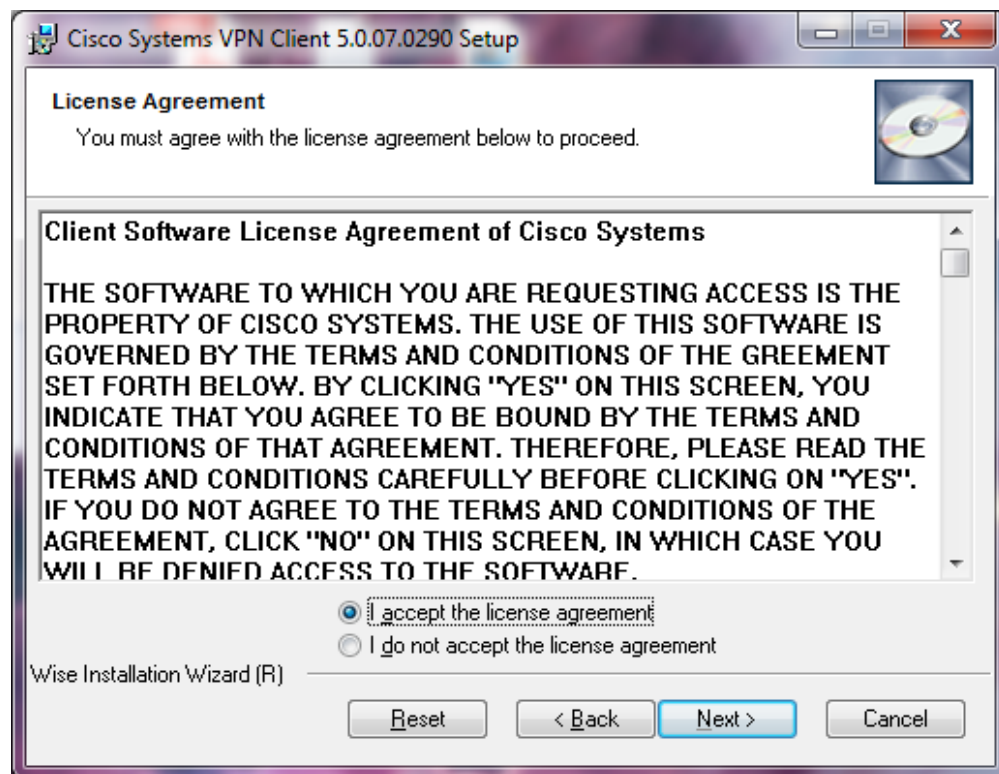 Cisco Systems VPN Client 5.0.07.0290 Setup
License Agreement
You must agree with the license agreement below to proceed.
Client Software License Agreement of Cisco Systems
THE SOFTWARE TO WHICH YOU ARE REQUESTING ACCESS IS THE
PROPERTY OF CISCO SYSTEMS. THE USE OF THIS SOFTWARE IS
GOVERNED BY THE TERMS AND CONDITIONS OF THE GREEMENT
SET FORTH BELOW. BY CLICKING "YES" ON THIS SCREEN, YOU
INDICATE THAT YOU AGREE TO BE BOUND BY THE TERMS AND
CONDITIONS OF THAT AGREEMENT. THEREFORE, PLEASE READ THE
TERMS AND CONDITIONS CAREFULLY BEFORE CLICKING ON "YES".
IF YOU DO NOT AGREE TO THE TERMS AND CONDITIONS OF THE
AGREEMENT, CLICK "NO" ON THIS SCREEN, IN WHICH CASE YOU
WILL BE DENIED ACCESS TO THE SOFTWARE.
I accept the license agreement
I do not accept the license agreement
Wise Installation Wizard (R)
Reset < Back Next > Cancel